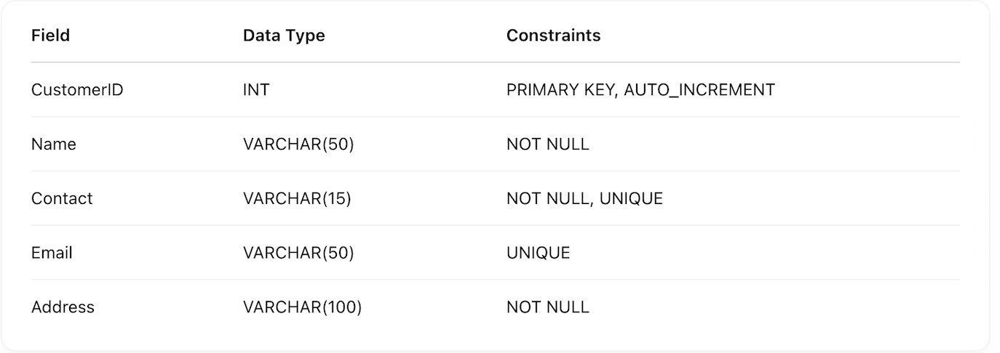 Field Data Type Constraints
CustomerID INT PRIMARY KEY, AUTO_INCREMENT
Name VARCHAR(50) NOT NULL
Contact VARCHAR(15) NOT NULL, UNIQUE
Email VARCHAR(50) UNIQUE
Address VARCHAR(100) NOT NULL